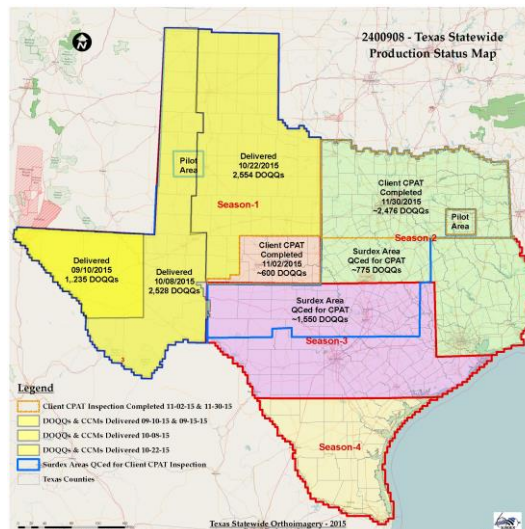 2400908 - Texas Statewide
Production Status Map
Delivered
10/22/2015
2,554 DOQQs
Pilot
Area
Season-1
Client CPAT
Completed
11/30/2015
~2,476 DOQQs
Pilot
Area
Season-2
Client CPAT
Completed
11/02/2015
~600 DOQQs
Surdex Area
QCed for CPAT
~775 DOQQs
Delivered
09/10/2015
1,235 DOQQs
Delivered
10/08/2015
2,528 DOQQs
Surdex Area
QCed for CPAT
~1,550 DOQQs
Season-3
Season-4
Legend
Client CPAT Inspection Completed 11-02-15 & 11-30-15
DOQQs & CCMs Delivered 09-10-15 & 09-15-15
DOQQs & CCMs Delivered 10-08-15
DOQQs & CCMs Delivered 10-22-15
Surdex Areas QCed for Client CPAT Inspection
Texas Counties
Texas Statewide Orthoimagery - 2015